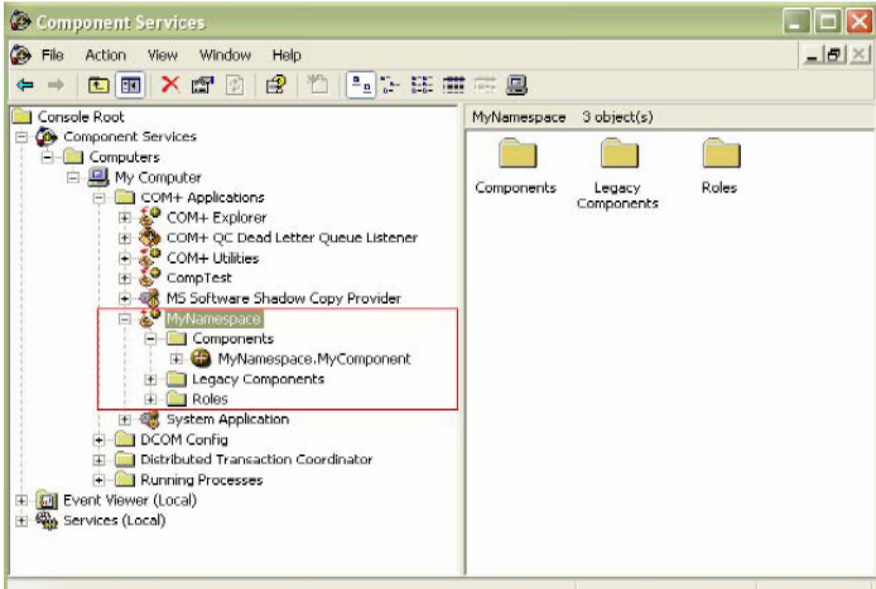 Component Services
File Action View Window Help
Console Root
Component Services
Computers
My Computer
COM+ Applications
COM+ Explorer
COM+ QC Dead Letter Queue Listener
COM+ Utilities
CompTest
MS Software Shadow Copy Provider
MyNamespace
Components
MyNamespace.MyComponent
Legacy Components
Roles
System Application
DCOM Config
Distributed Transaction Coordinator
Running Processes
Event Viewer (Local)
Services (Local)
MyNamespace 3 object(s)
Components
Legacy
Components
Roles